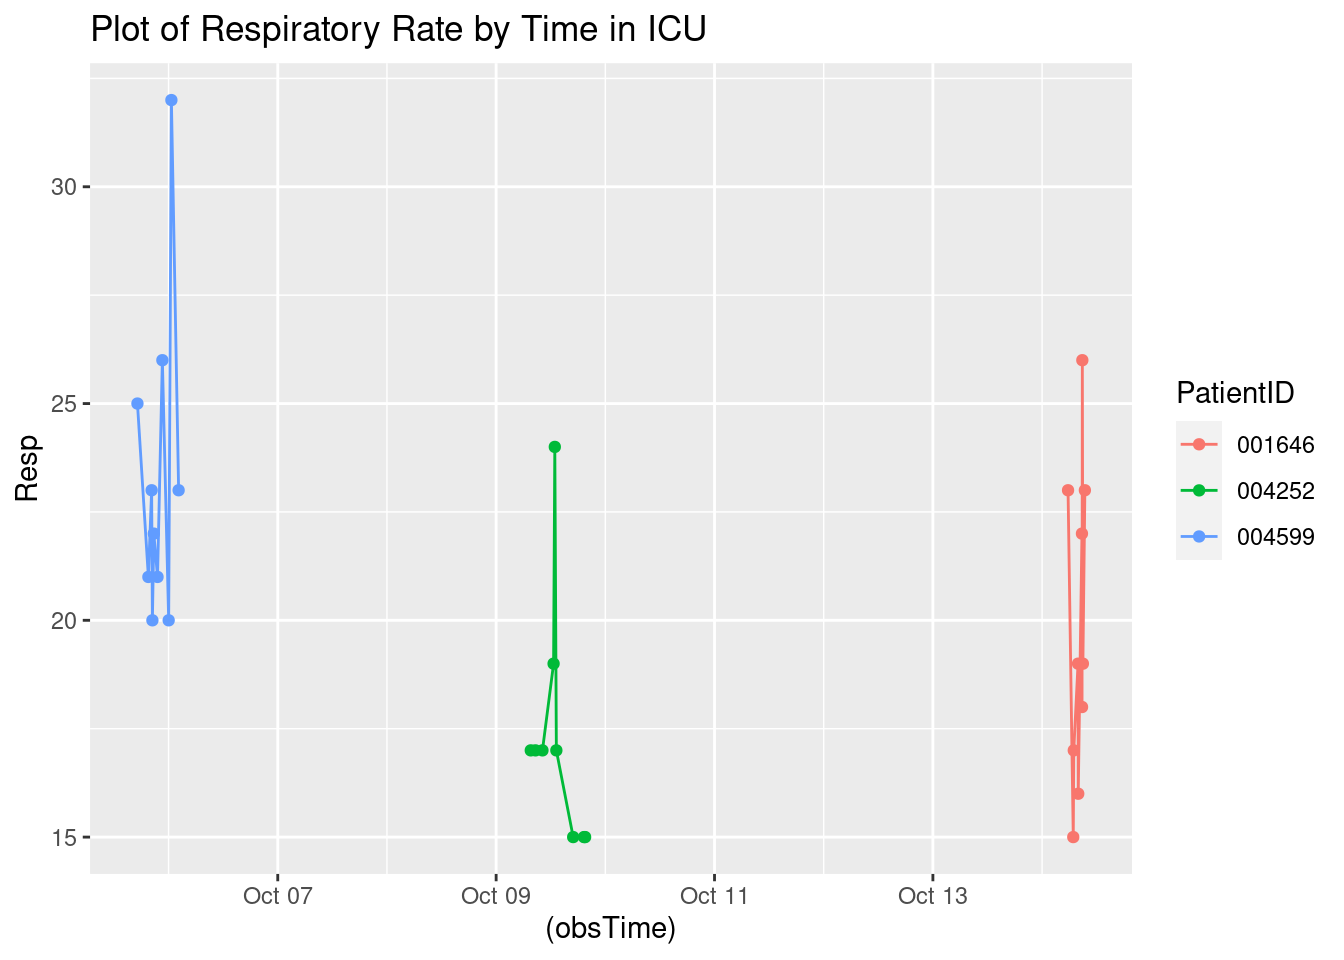 Plot of Respiratory Rate by Time in ICU
30
25
20
15
Resp
Oct 07
Oct 09
Oct 11
Oct 13
(obsTime)
PatientID
001646
004252
004599